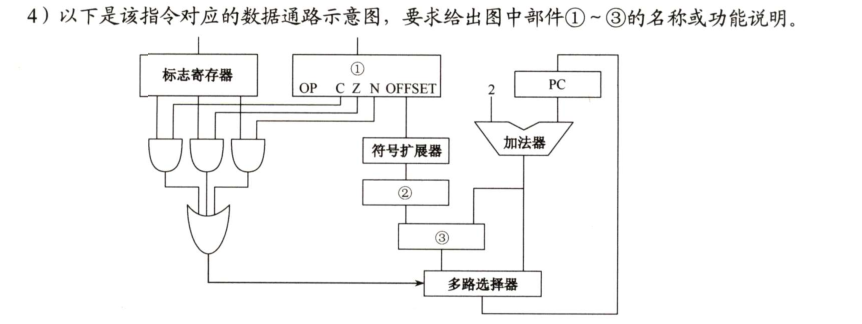 4）以下是该指令对应的数据通路示意图，要求给出图中部件①~③的名称或功能说明。
标志寄存器
①
OP C Z N OFFSET
2
PC
加法器
符号扩展器
②
③
多路选择器